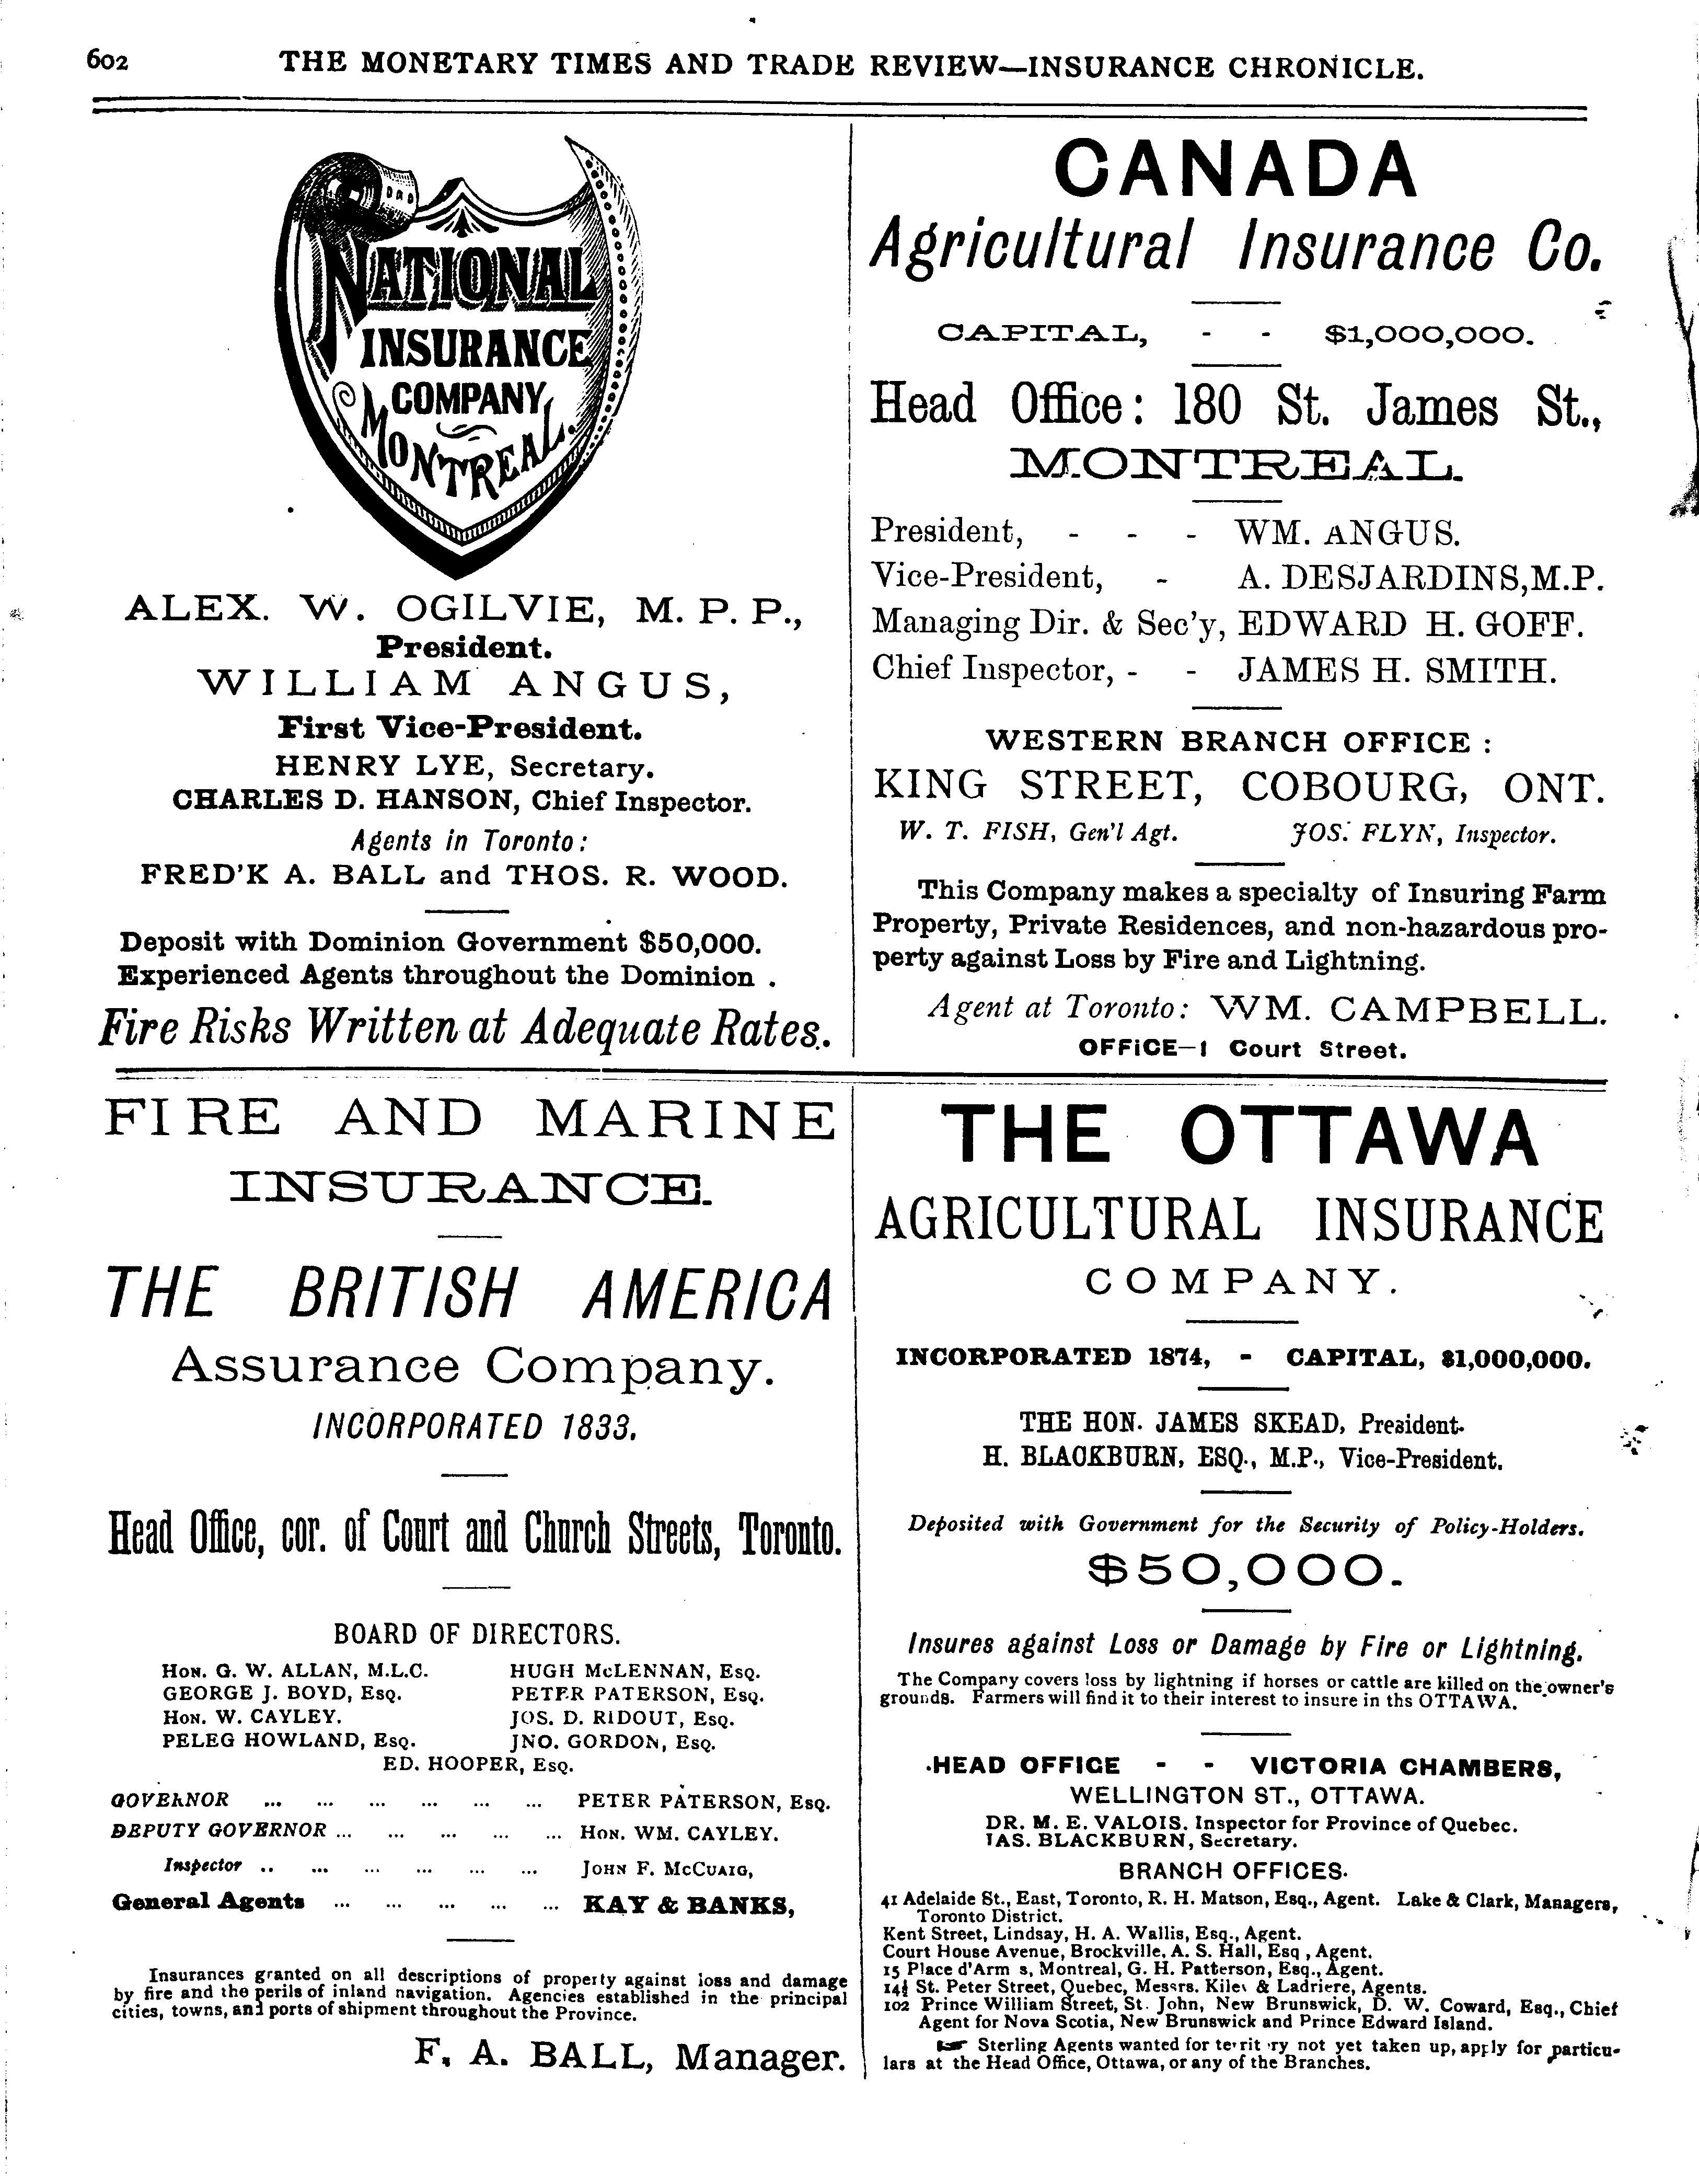 602 THE MONETARY TIMES AND TRADE REVIEW—INSURANCE CHRONICLE.
NATIONAL
INSURANCE
COMPANY
MONTREAL.
ALEX. W. OGILVIE, M. P. P.,
President.
WILLIAM ANGUS,
First Vice-President.
HENRY LYE, Secretary.
CHARLES D. HANSON, Chief Inspector.
Agents in Toronto:
FRED'K A. BALL and THOS. R. WOOD.
Deposit with Dominion Government $50,000.
Experienced Agents throughout the Dominion .
Fire Risks Written at Adequate Rates.
CANADA
Agricultural Insurance Co.
CAPITAL, - - $1,000,000.
Head Office: 180 St. James St.,
MONTREAL.
President, - - - WM. ANGUS.
Vice-President, - A. DESJARDINS,M.P.
Managing Dir. & Sec'y, EDWARD H. GOFF.
Chief Inspector, - - JAMES H. SMITH.
WESTERN BRANCH OFFICE :
KING STREET, COBOURG, ONT.
W. T. FISH, Gen'l Agt. JOS. FLYN, Inspector.
This Company makes a specialty of Insuring Farm
Property, Private Residences, and non-hazardous pro-
perty against Loss by Fire and Lightning.
Agent at Toronto: WM. CAMPBELL.
OFFICE—1 Court Street.
FIRE AND MARINE
INSURANCE.
THE BRITISH AMERICA
Assurance Company.
INCORPORATED 1833.
Head Office, cor. of Court and Church Streets, Toronto.
BOARD OF DIRECTORS.
HON. G. W. ALLAN, M.L.C. HUGH McLENNAN, ESQ.
GEORGE J. BOYD, ESQ. PETER PATERSON, ESQ.
HON. W. CAYLEY. JOS. D. RIDOUT, ESQ.
PELEG HOWLAND, ESQ. JNO. GORDON, ESQ.
ED. HOOPER, ESQ.
GOVERNOR ... ... ... ... ... ... PETER PATERSON, ESQ.
DEPUTY GOVERNOR ... ... ... ... ... HON. WM. CAYLEY.
Inspector .. ... ... ... ... ... JOHN F. McCUAIG,
General Agents ... ... ... ... ... KAY & BANKS,
Insurances granted on all descriptions of property against loss and damage
by fire and the perils of inland navigation. Agencies established in the principal
cities, towns, and ports of shipment throughout the Province.
F. A. BALL, Manager.
THE OTTAWA
AGRICULTURAL INSURANCE
COMPANY.
INCORPORATED 1874, - CAPITAL, $1,000,000.
THE HON. JAMES SKEAD, President.
H. BLACKBURN, ESQ., M.P., Vice-President.
Deposited with Government for the Security of Policy-Holders.
$50,000.
Insures against Loss or Damage by Fire or Lightning.
The Company covers loss by lightning if horses or cattle are killed on the owner's
grounds. Farmers will find it to their interest to insure in ths OTTAWA.
HEAD OFFICE - - VICTORIA CHAMBERS,
WELLINGTON ST., OTTAWA.
DR. M. E. VALOIS, Inspector for Province of Quebec.
JAS. BLACKBURN, Secretary.
BRANCH OFFICES.
41 Adelaide St., East, Toronto, R. H. Matson, Esq., Agent. Lake & Clark, Managers,
Toronto District.
Kent Street, Lindsay, H. A. Wallis, Esq., Agent.
Court House Avenue, Brockville, A. S. Hall, Esq , Agent.
15 Place d'Arm s, Montreal, G. H. Patterson, Esq., Agent.
14½ St. Peter Street, Quebec, Messrs. & Ladriere, Agents.
102 Prince William Street, St. John, New Brunswick, D. W. Coward, Esq., Chief
Agent for Nova Scotia, New Brunswick and Prince Edward Island.
☛ Sterling Agents wanted for territ ry not yet taken up, apply for particu-
lars at the Head Office, Ottawa, or any of the Branches.